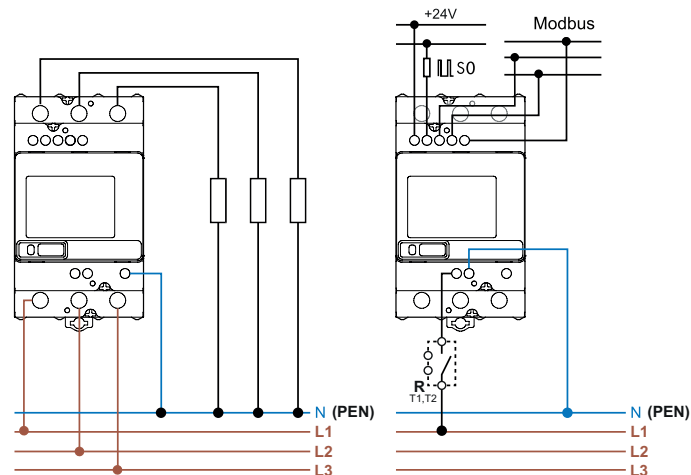 +24V
Modbus
S0
R
T1,T2
N (PEN)
L1
L2
L3
N (PEN)
L1
L2
L3